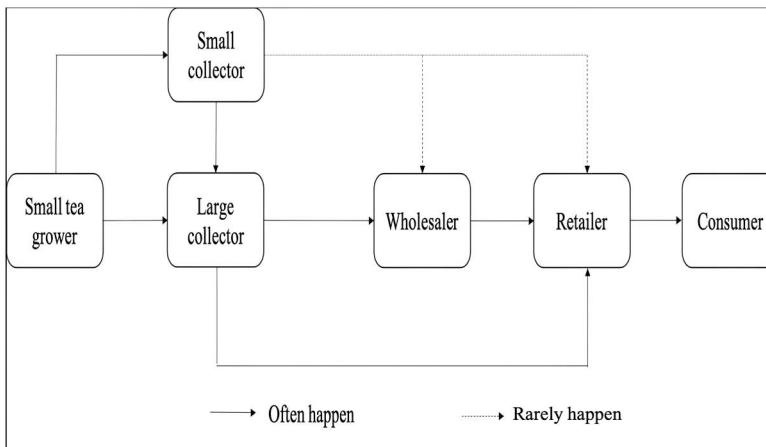 Small
collector
Small tea
grower
Large
collector
Wholesaler
Retailer
Consumer
Often happen
Rarely happen